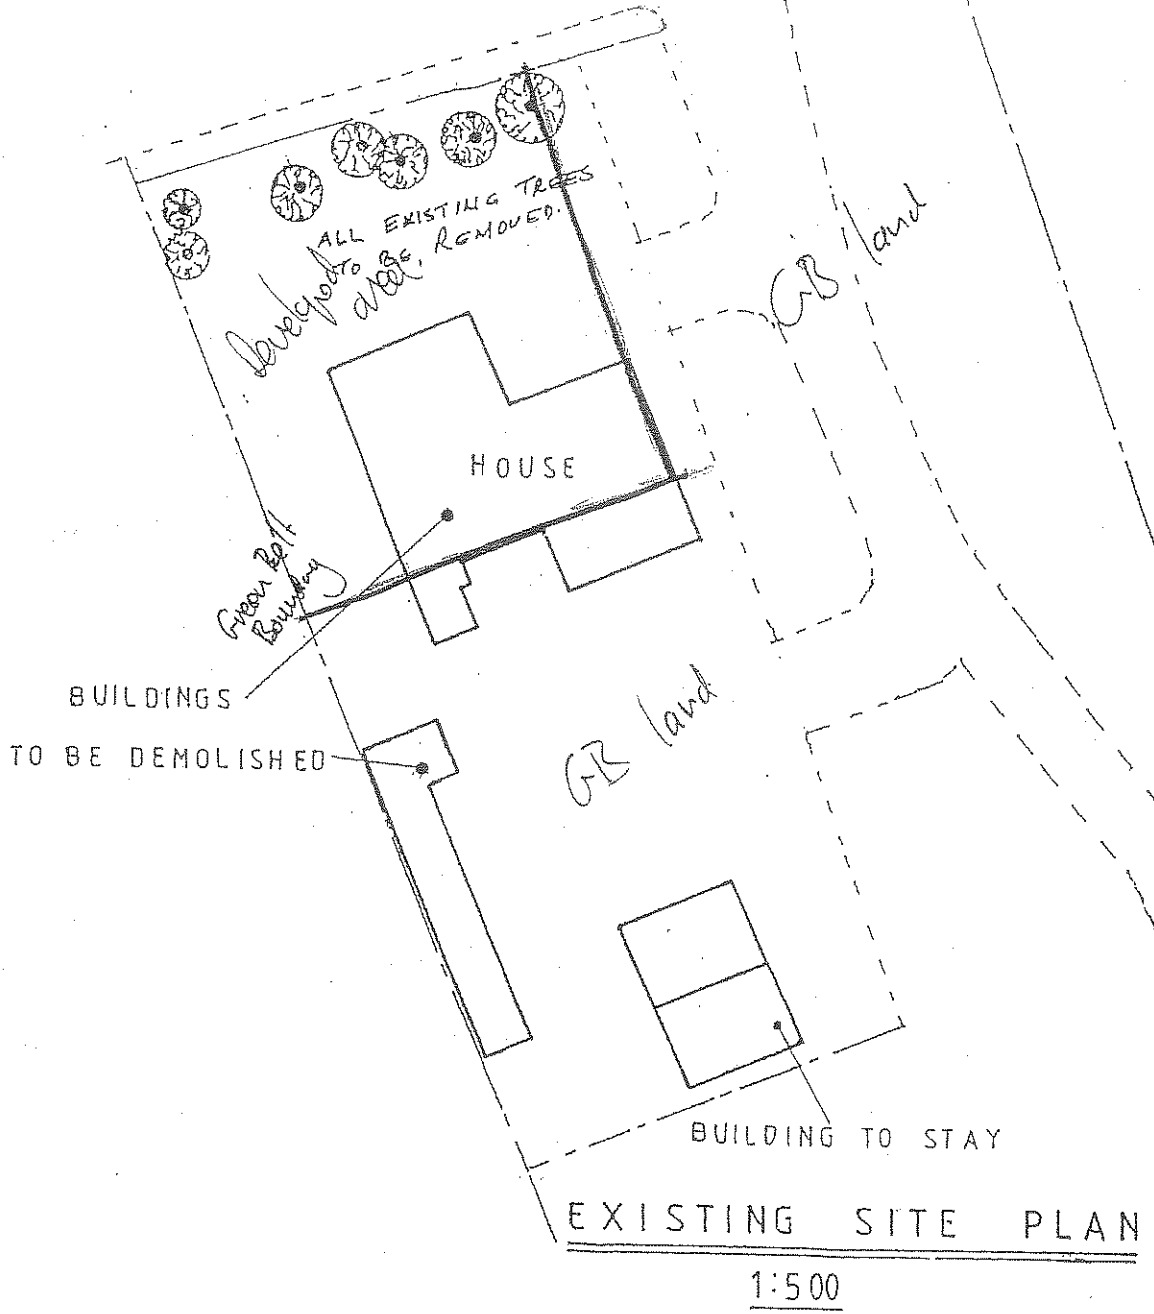 ALL EXISTING TREES
TO BE REMOVED.
area.
GB land
HOUSE
Green Belt
Boundary
BUILDINGS
TO BE DEMOLISHED
GB land
BUILDING TO STAY
EXISTING SITE PLAN
1:500